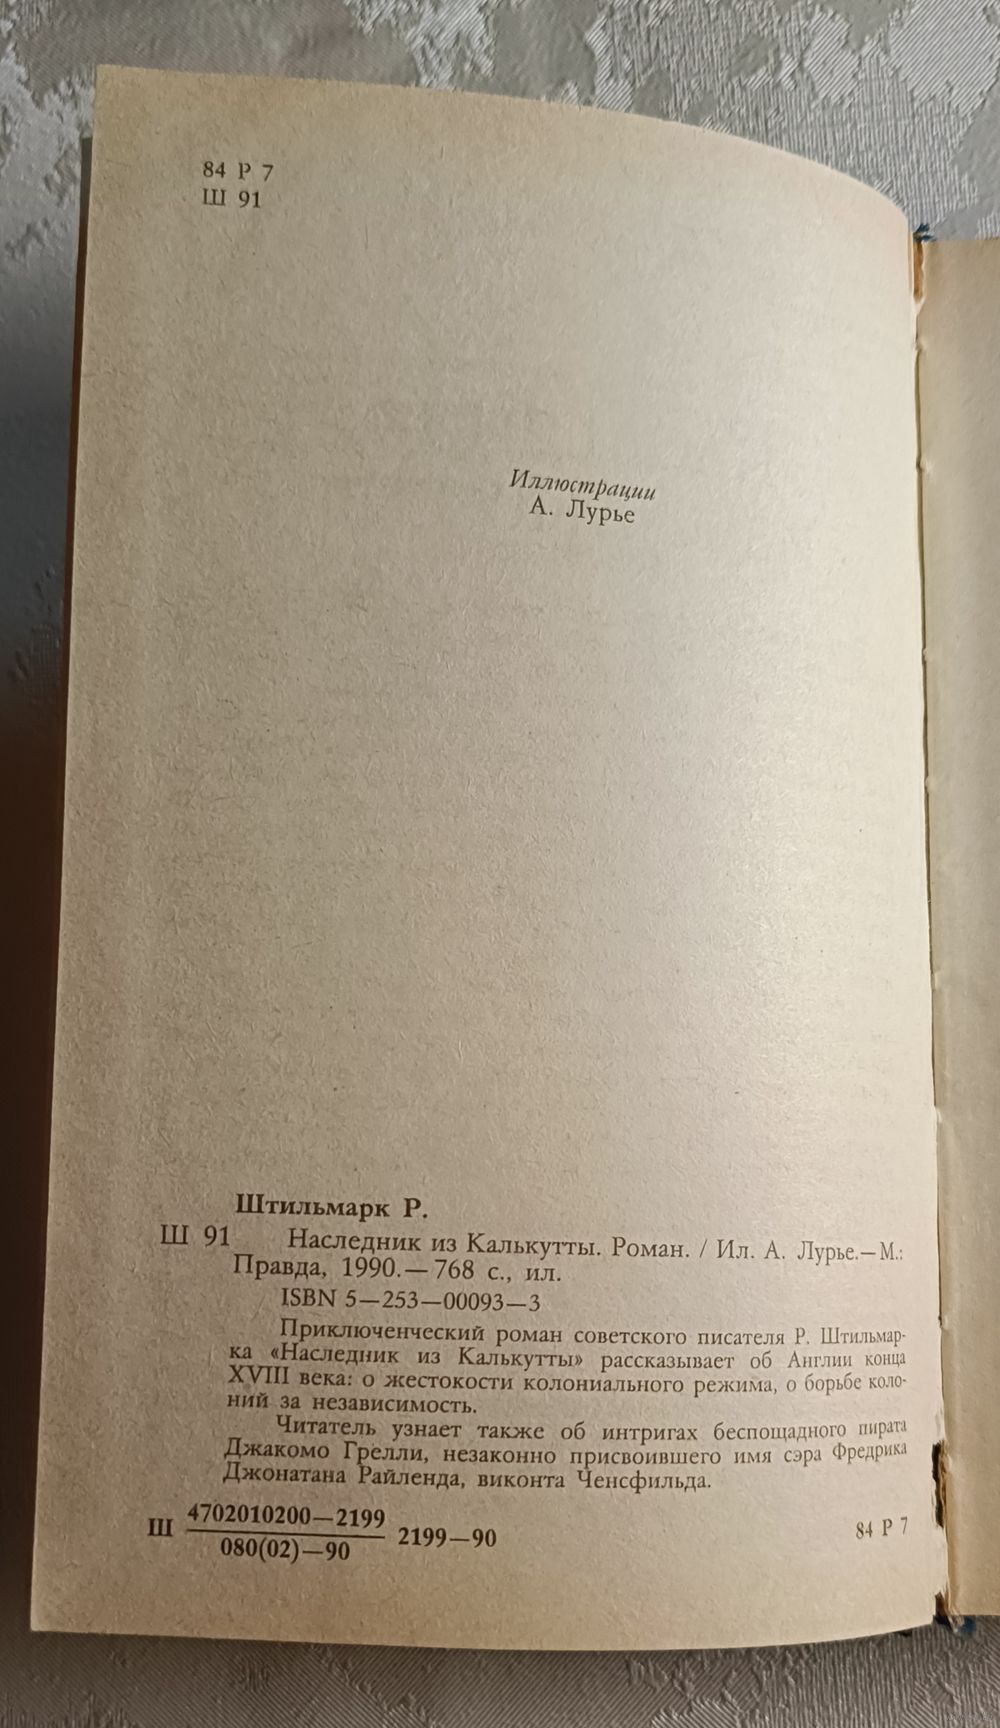 84 Р 7
Ш 91
Иллюстрации
А. Лурье
Штильмарк Р.
Ш 91 Наследник из Калькутты. Роман. / Ил. А. Лурье.—М.:
Правда, 1990.— 768 с., ил.
ISBN 5—253—00093—3
Приключенческий роман советского писателя Р. Штильмар-
ка «Наследник из Калькутты» рассказывает об Англии конца
XVIII века: о жестокости колониального режима, о борьбе коло-
ний за независимость.
Читатель узнает также об интригах беспощадного пирата
Джакомо Грелли, незаконно присвоившего имя сэра Фредрика
Джонатана Райленда, виконта Ченсфильда.
Ш 4702010200—2199
080(02)—90 2199—90
84 Р 7